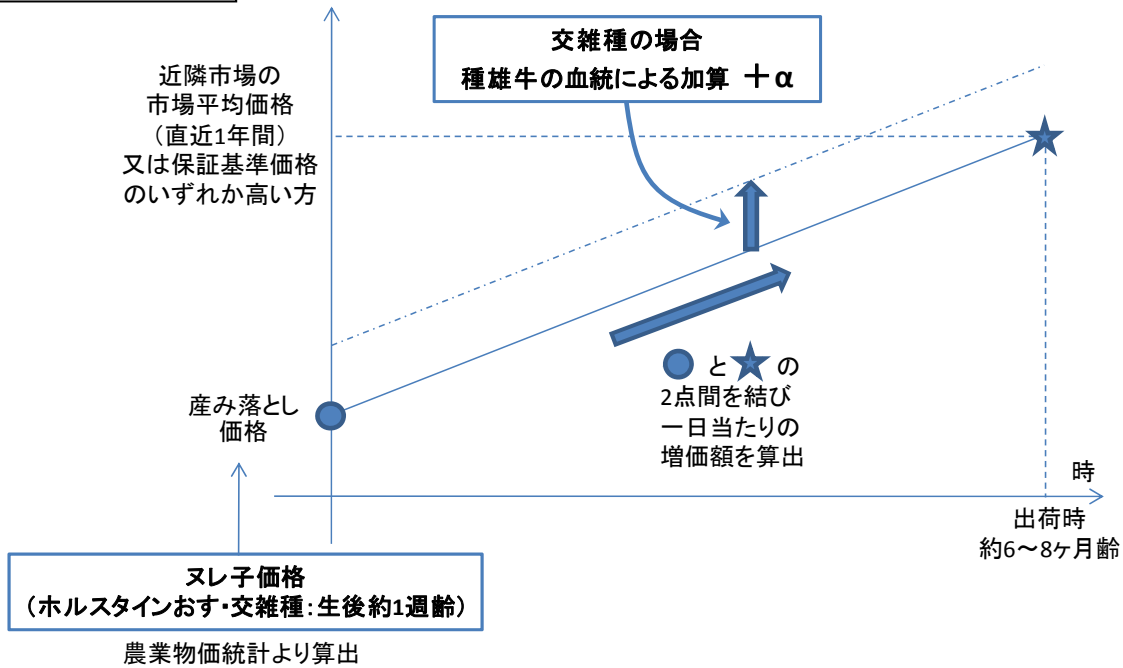 交雑種の場合
種雄牛の血統による加算 ＋α
近隣市場の
市場平均価格
（直近1年間）
又は保証基準価格
のいずれか高い方
と の
2点間を結び
一日当たりの
増価額を算出
産み落とし
価格
時
出荷時
約6～8ヶ月齢
ヌレ子価格
（ホルスタインおす・交雑種：生後約1週齢）
農業物価統計より算出